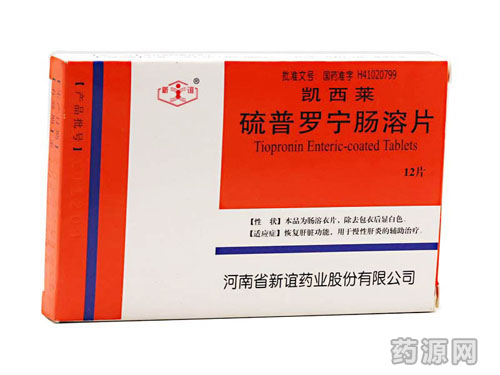 新谊®
批准文号 国药准字 H41020799
凯西莱
硫普罗宁肠溶片
Tiopronin Enteric-coated Tablets
12片
【性 状】本品为肠溶衣片，除去包衣后显白色。
【适应症】恢复肝脏功能，用于慢性肝炎的辅助治疗。
河南省新谊药业股份有限公司
【产品批号】
药源网